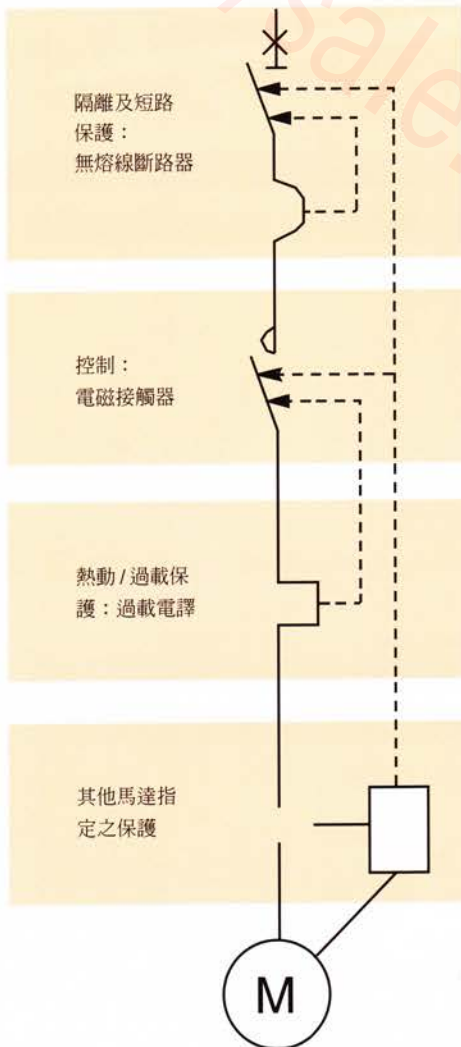 sale
隔離及短路
保護：
無熔線斷路器
控制：
電磁接觸器
熱動/過載保
護：過載電譯
其他馬達指
定之保護
M